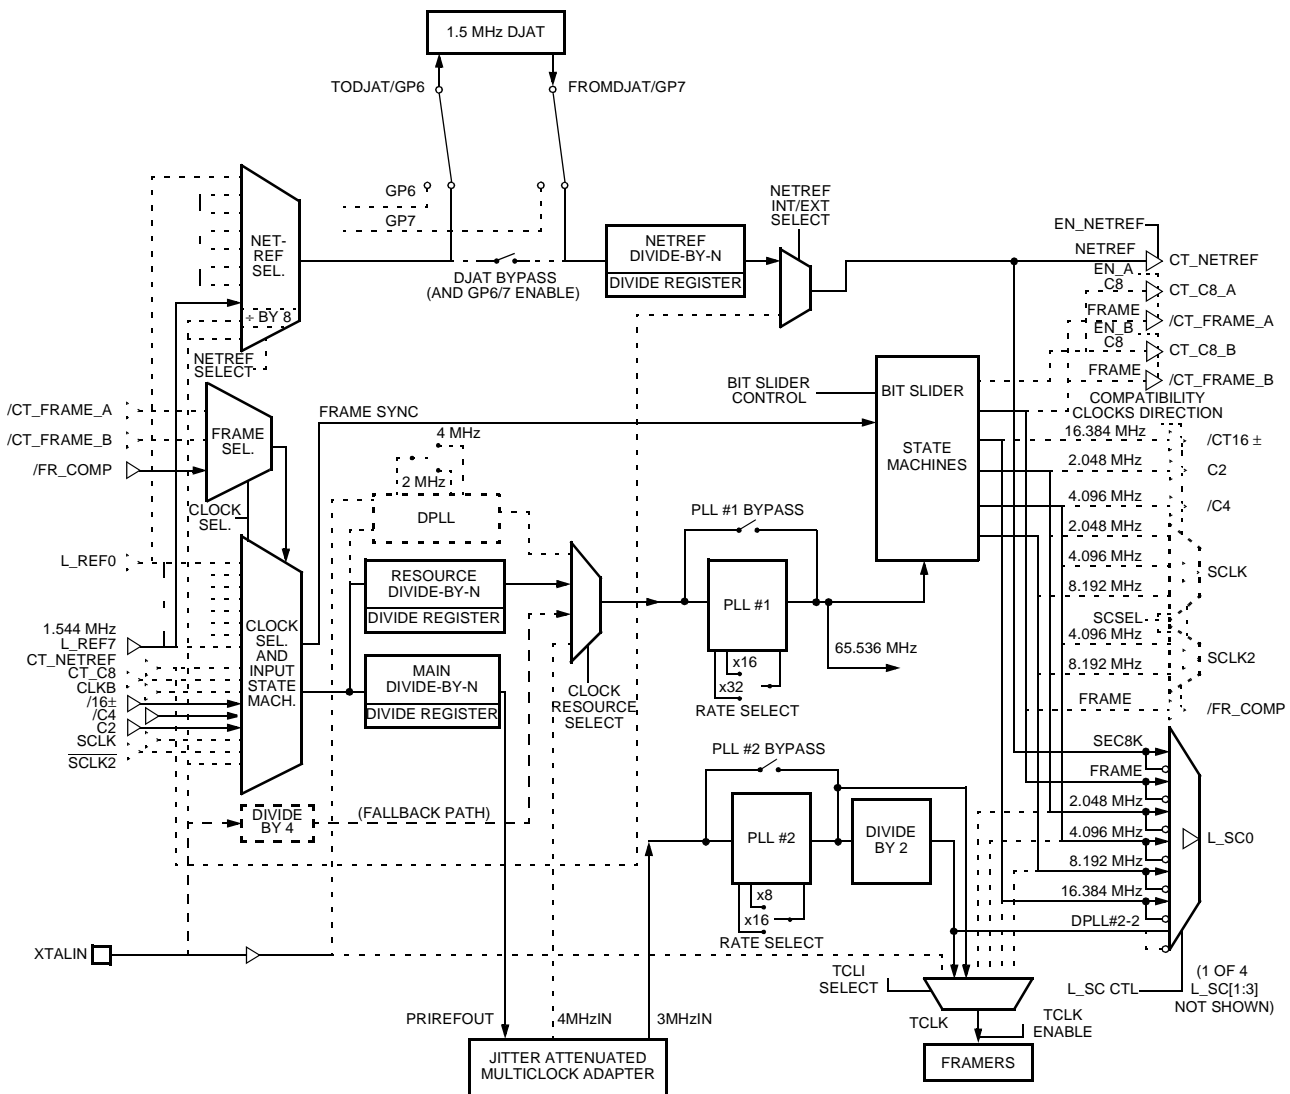 1.5 MHz DJAT
TODJAT/GP6
FROMDJAT/GP7
GP6
GP7
NETREF
INT/EXT
SELECT
NET-
REF
SEL.
÷ BY 8
NETREF
SELECT
DJAT BYPASS
(AND GP6/7 ENABLE)
NETREF
DIVIDE-BY-N
DIVIDE REGISTER
EN_NETREF
NETREF
CT_NETREF
EN_A
C8
CT_C8_A
FRAME
/CT_FRAME_A
EN_B
C8
CT_C8_B
FRAME
/CT_FRAME_B
COMPATIBILITY
CLOCKS DIRECTION
/CT_FRAME_A
/CT_FRAME_B
/FR_COMP
FRAME
SEL.
CLOCK
SEL.
FRAME SYNC
4 MHz
2 MHz
DPLL
BIT SLIDER
CONTROL
BIT SLIDER
STATE
MACHINES
16.384 MHz
/CT16 ±
2.048 MHz
C2
4.096 MHz
/C4
2.048 MHz
4.096 MHz
SCLK
8.192 MHz
SCSEL
4.096 MHz
SCLK2
8.192 MHz
FRAME
/FR_COMP
L_REF0
1.544 MHz
L_REF7
CT_NETREF
CT_C8
CLKB
/16±
/C4
C2
SCLK
SCLK2
CLOCK
SEL.
AND
INPUT
STATE
MACH.
RESOURCE
DIVIDE-BY-N
DIVIDE REGISTER
MAIN
DIVIDE-BY-N
DIVIDE REGISTER
CLOCK
RESOURCE
SELECT
PLL #1 BYPASS
PLL #1
x16
x32
RATE SELECT
65.536 MHz
DIVIDE
BY 4
(FALLBACK PATH)
PLL #2 BYPASS
PLL #2
x8
x16
RATE SELECT
DIVIDE
BY 2
SEC8K
FRAME
2.048 MHz
4.096 MHz
8.192 MHz
16.384 MHz
DPLL#2-2
L_SC0
L_SC CTL
(1 OF 4
L_SC[1:3]
NOT SHOWN)
XTALIN
TCLI
SELECT
TCLK
TCLK
ENABLE
FRAMERS
PRIREFOUT
4MHzIN
3MHzIN
JITTER ATTENUATED
MULTICLOCK ADAPTER